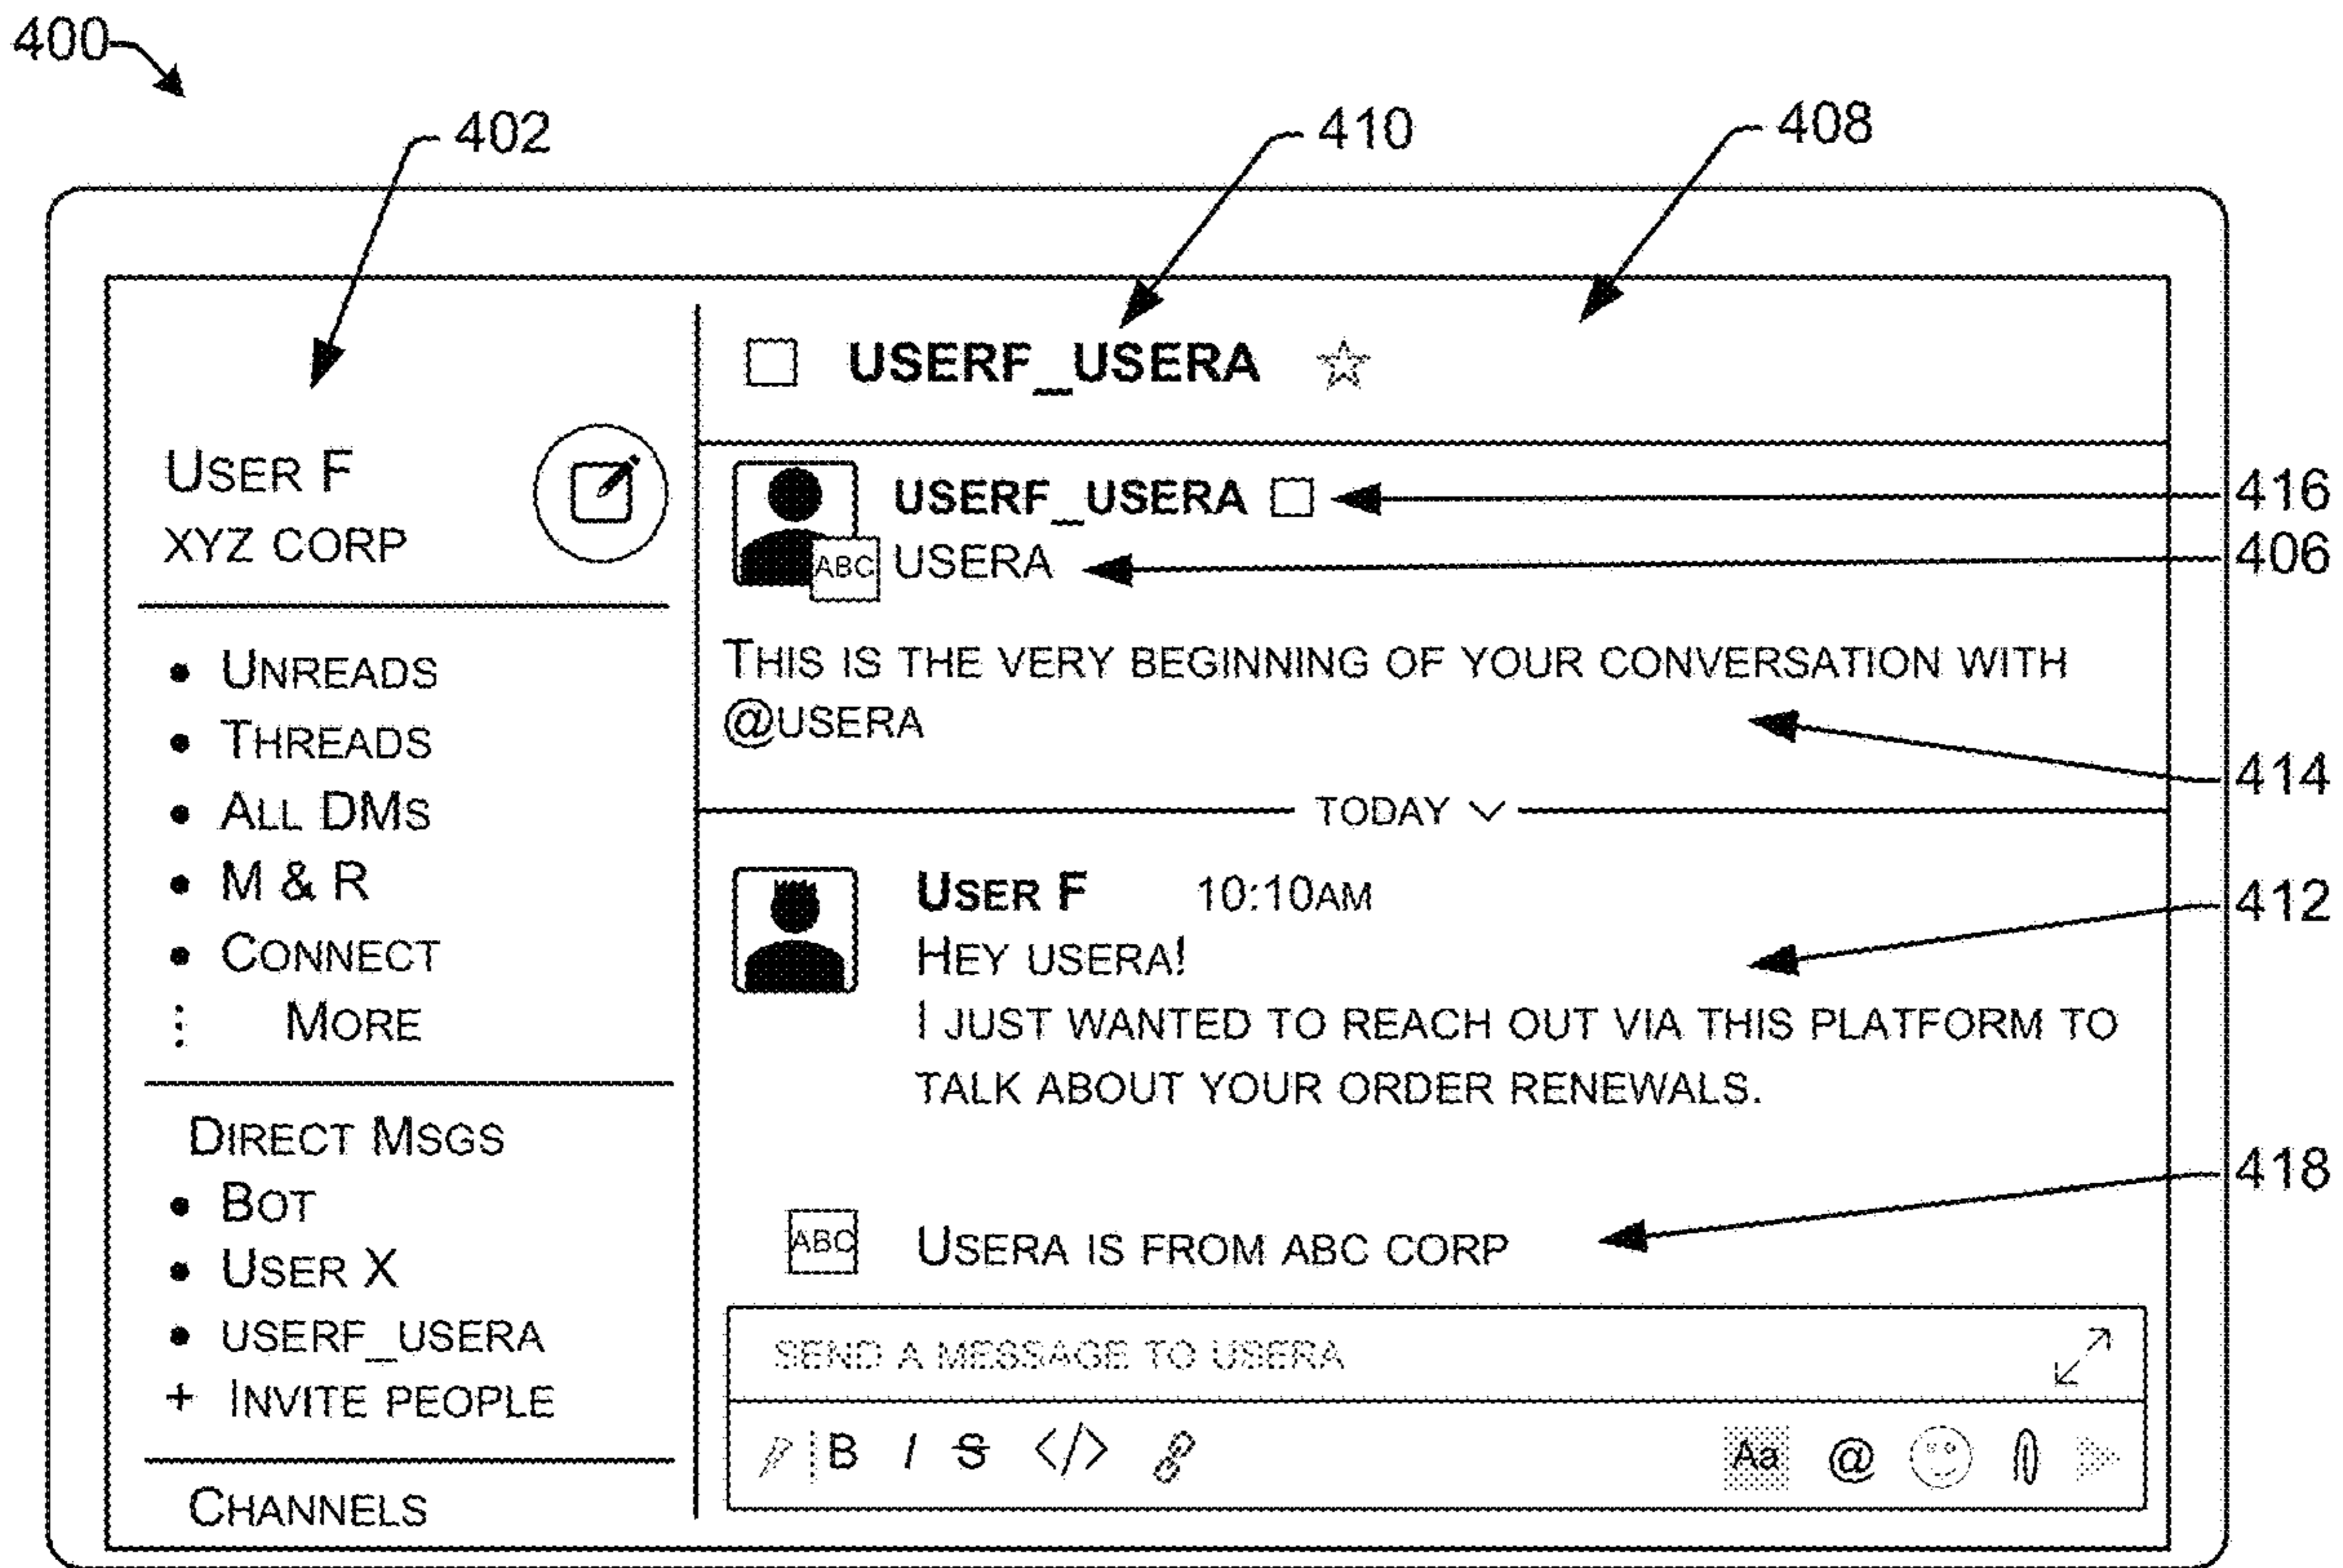 400
402
410
408
USER F
XYZ CORP
UNREADS
THREADS
ALL DMS
M & R
CONNECT
MORE
DIRECT MSGS
BOT
USER X
USERF_USERA
+ INVITE PEOPLE
CHANNELS
USERF_USERA
USERF_USERA
416
ABC
USERA
406
THIS IS THE VERY BEGINNING OF YOUR CONVERSATION WITH
@USERA
414
TODAY
USER F 10:10AM
412
HEY USERA!
I JUST WANTED TO REACH OUT VIA THIS PLATFORM TO
TALK ABOUT YOUR ORDER RENEWALS.
418
ABC USERA IS FROM ABC CORP
SEND A MESSAGE TO USERA
B I S </> Aa @